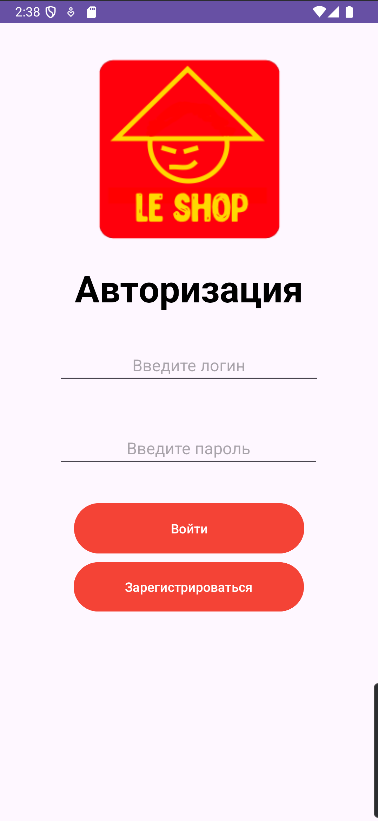 2:38
LE SHOP
Авторизация
Введите логин
Введите пароль
Войти
Зарегистрироваться